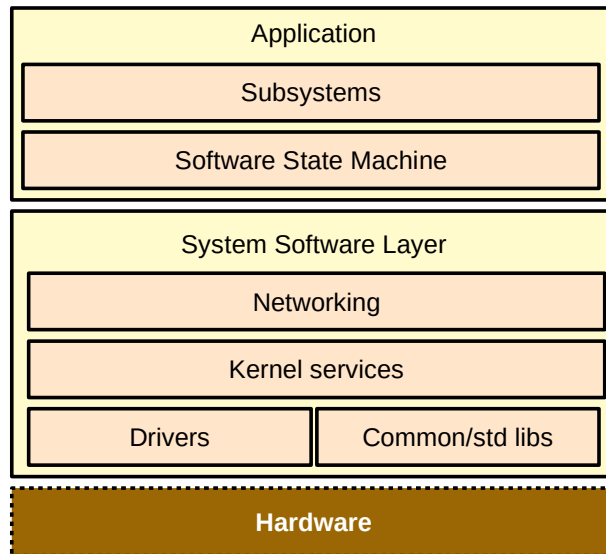 Application
Subsystems
Software State Machine
System Software Layer
Networking
Kernel services
Drivers
Common/std libs
Hardware